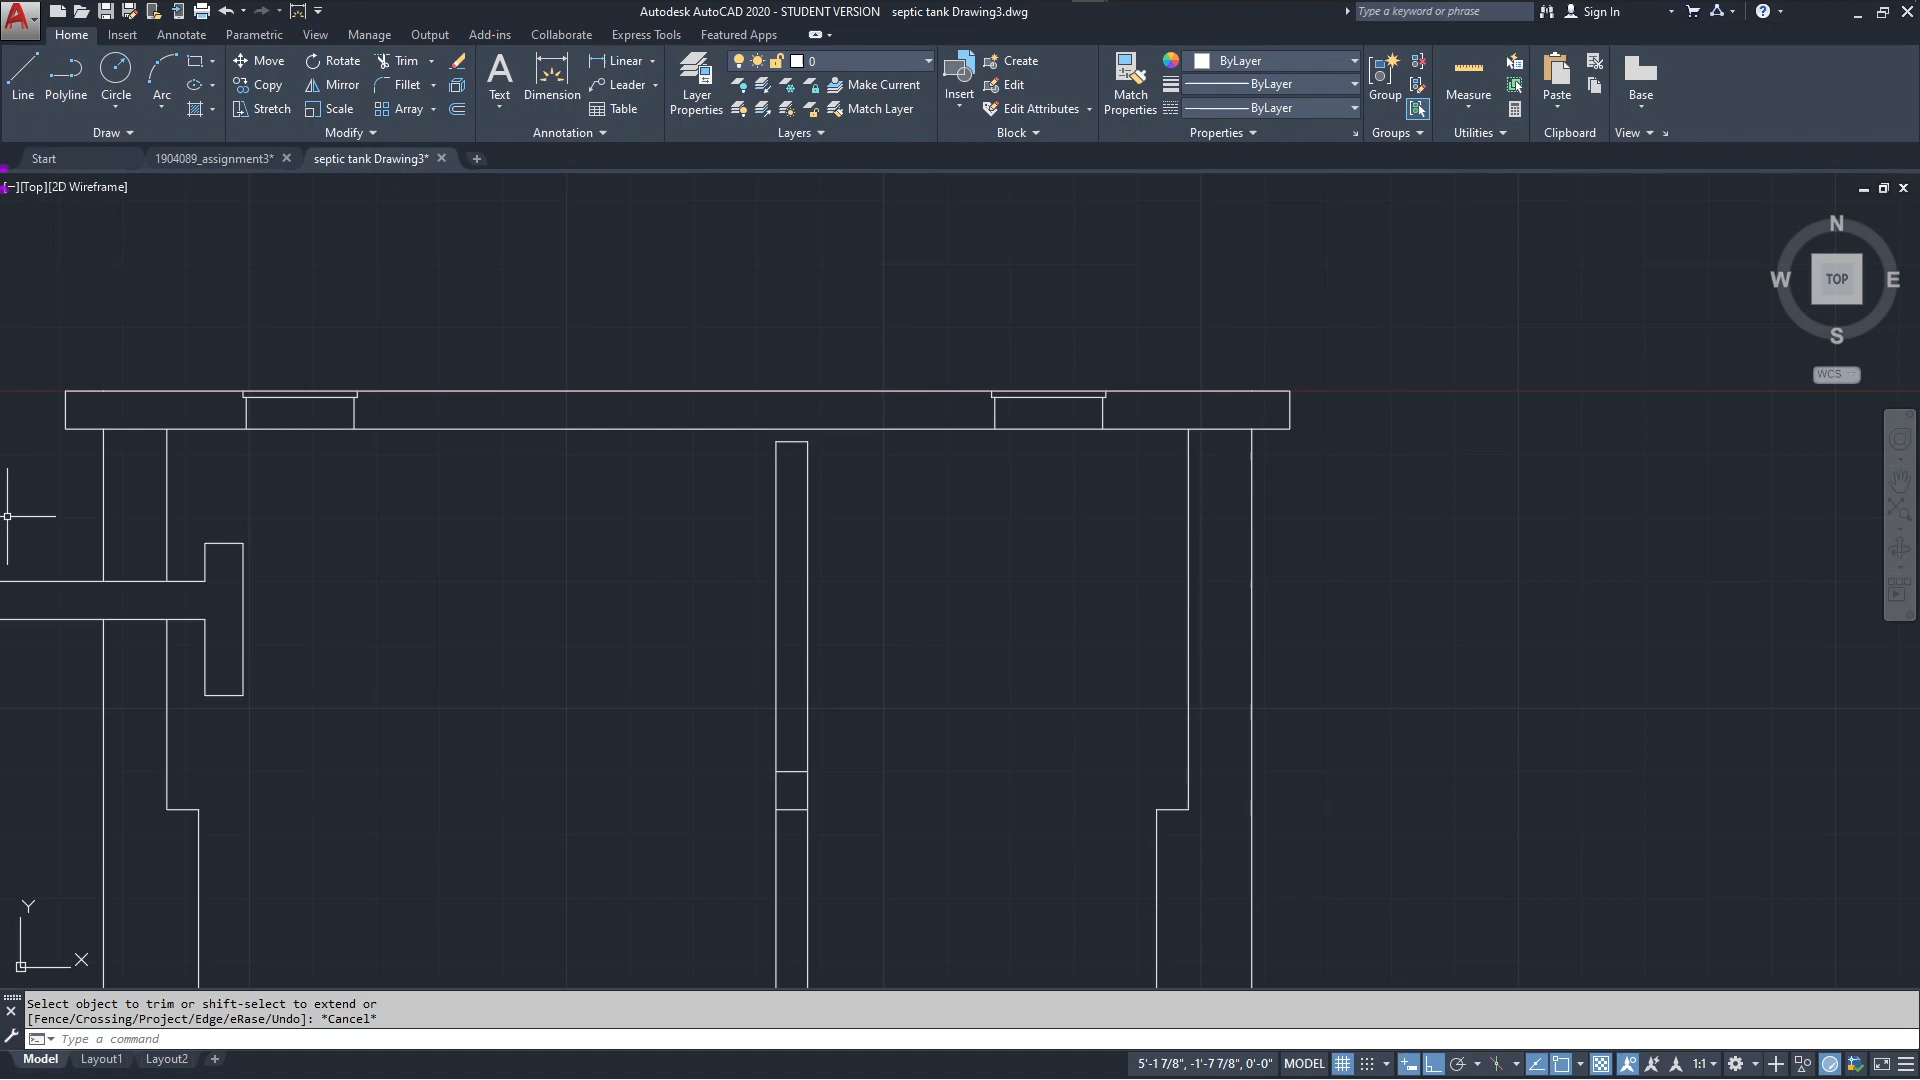 Autodesk AutoCAD 2020 - STUDENT VERSION septic tank Drawing3.dwg
Type a keyword or phrase
Sign In
Home Insert Annotate Parametric View Manage Output Add-ins Collaborate Express Tools Featured Apps
Line Polyline Circle Arc
Move Rotate Trim
Copy Mirror Fillet
Stretch Scale Array
Text Dimension
Linear
Leader
Table
Layer Properties
0
Make Current
Match Layer
Insert
Create
Edit
Edit Attributes
Match Properties
ByLayer
ByLayer
ByLayer
Group
Measure
Paste
Base
Draw Modify Annotation Layers Block Properties Groups Utilities Clipboard View
Start 1904089_assignment3* septic tank Drawing3*
[−][Top][2D Wireframe]
N
W TOP E
S
WCS
Y
X
Select object to trim or shift-select to extend or
[Fence/Crossing/Project/Edge/eRase/Undo]: *Cancel*
Type a command
Model Layout1 Layout2
5'-1 7/8", -1'-7 7/8", 0'-0" MODEL 1:1